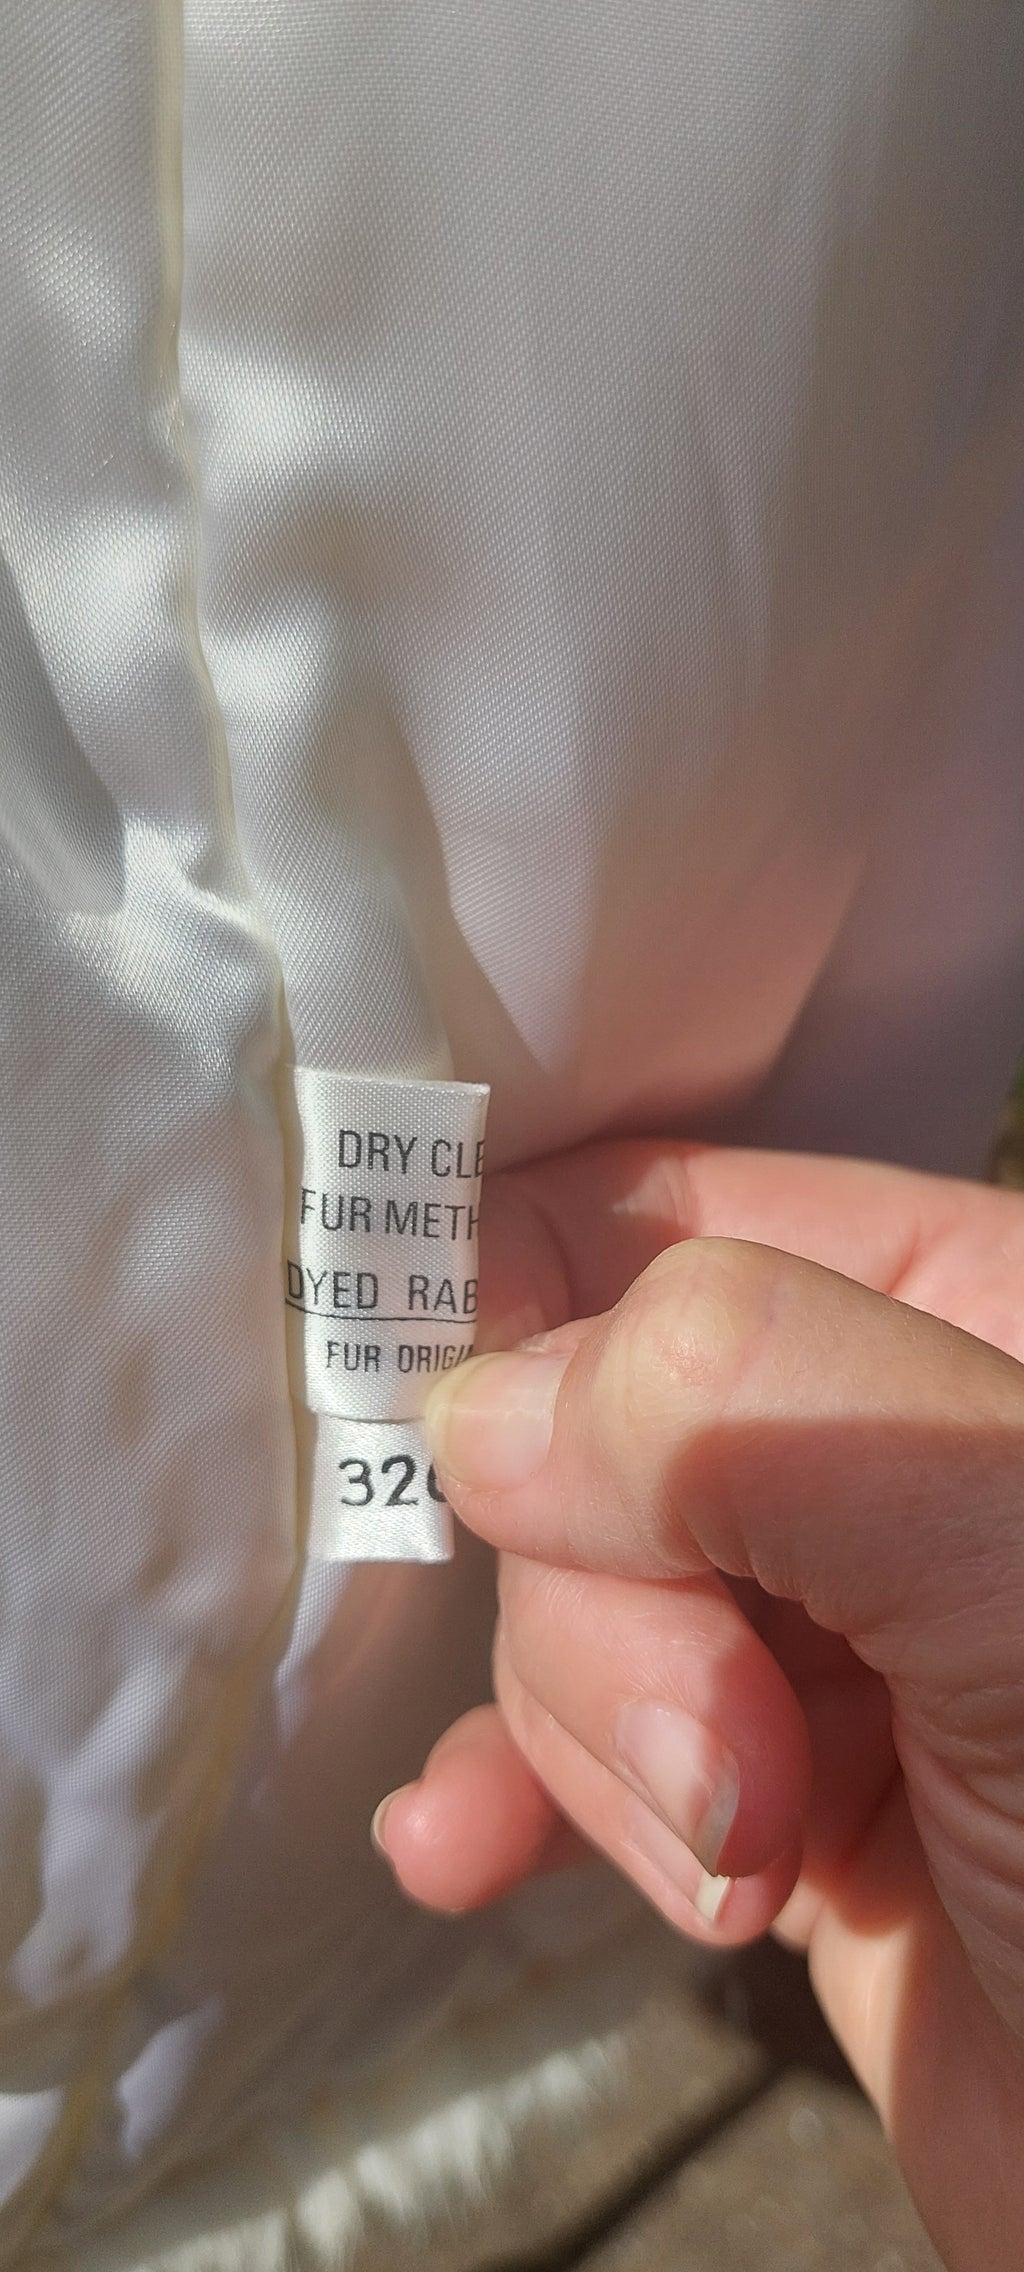 DRY CLE
FUR METH
DYED RAB
FUR ORIGI
32